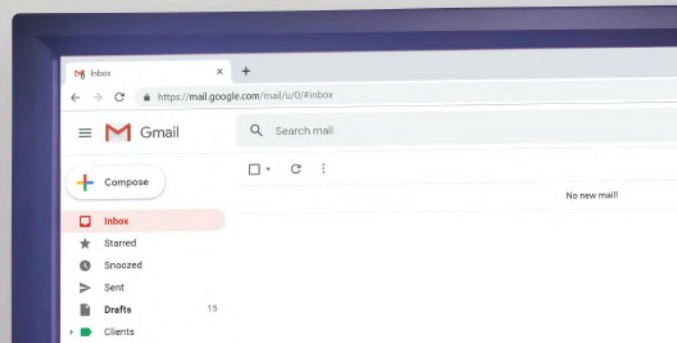 Inbox
https://mail.google.com/mail/u/0/#inbox
Gmail
Search mail
Compose
No new mail!
Inbox
Starred
Snoozed
Sent
Drafts 15
Clients